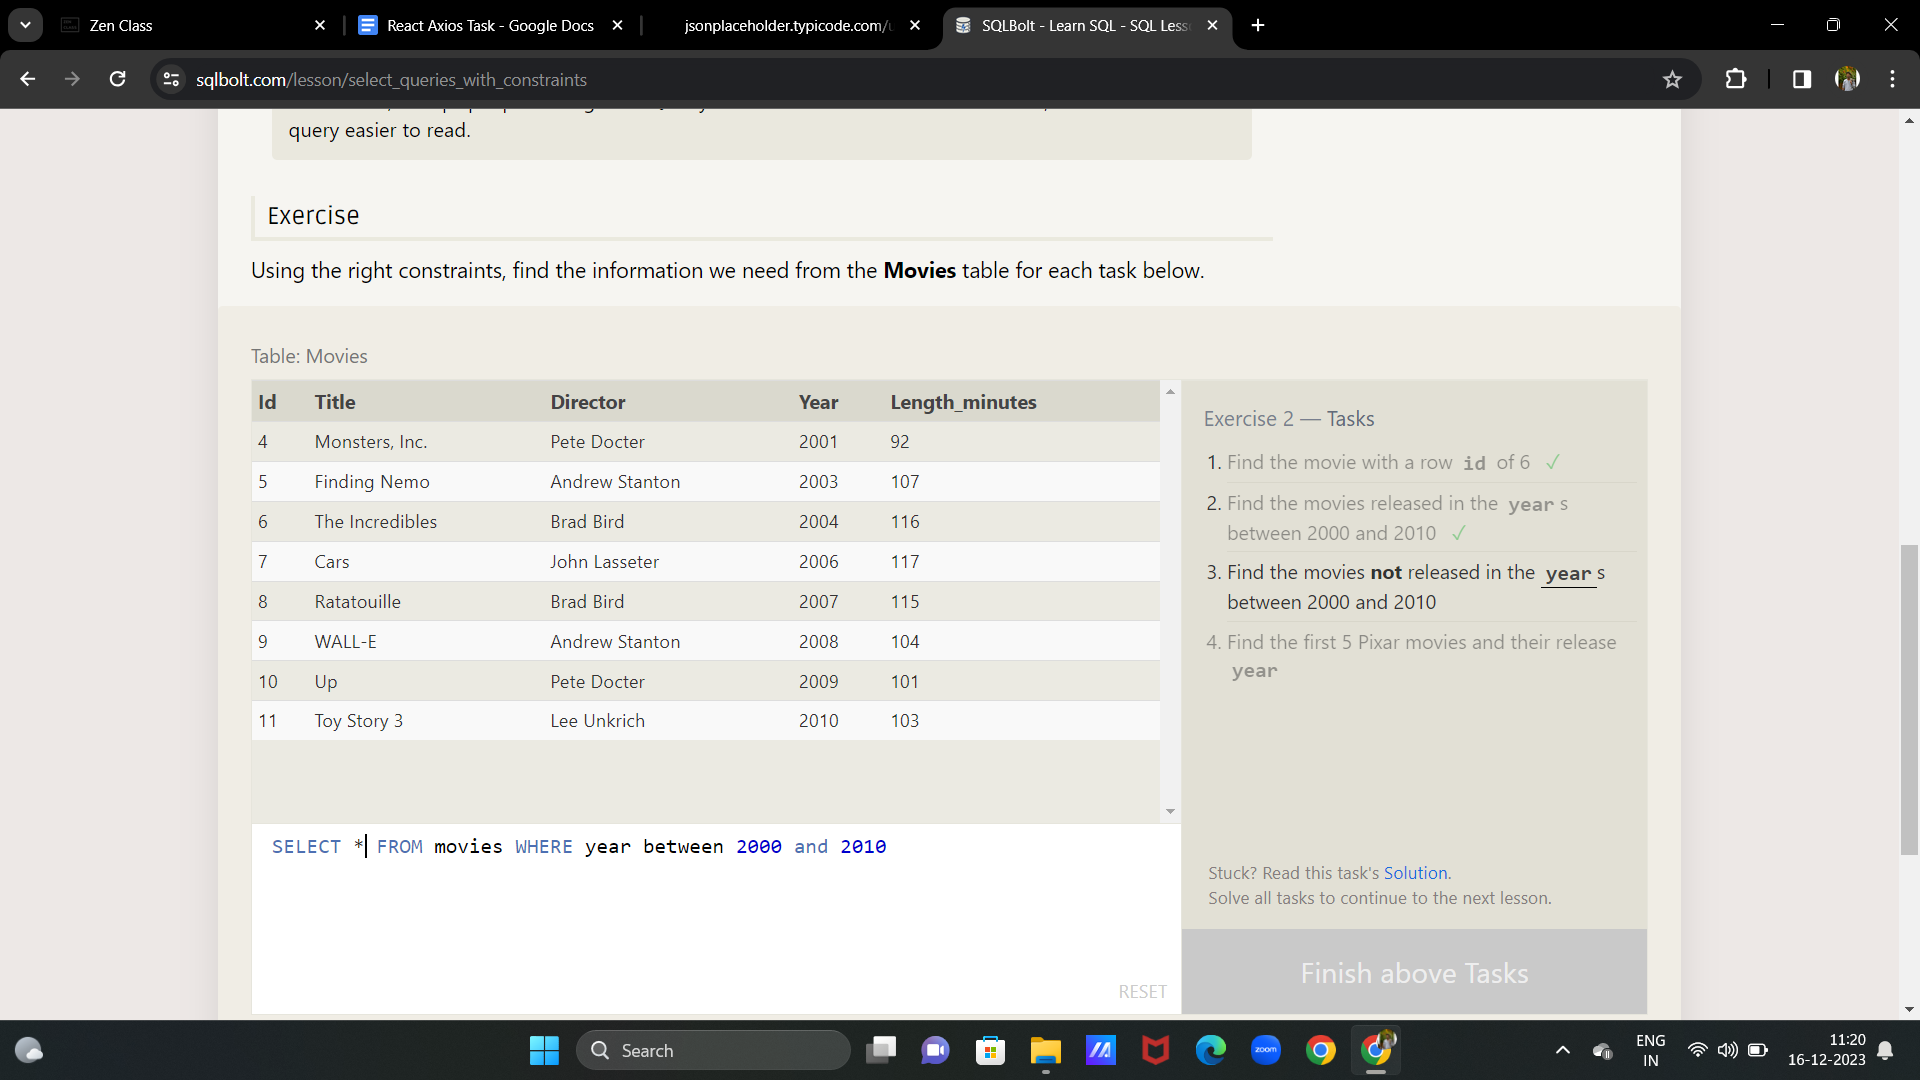 Zen Class
React Axios Task - Google Docs
jsonplaceholder.typicode.com/
SQLBolt - Learn SQL - SQL Less
sqlbolt.com/lesson/select_queries_with_constraints
query easier to read.
Exercise
Using the right constraints, find the information we need from the Movies table for each task below.
Table: Movies
Id Title Director Year Length_minutes
4 Monsters, Inc. Pete Docter 2001 92
5 Finding Nemo Andrew Stanton 2003 107
6 The Incredibles Brad Bird 2004 116
7 Cars John Lasseter 2006 117
8 Ratatouille Brad Bird 2007 115
9 WALL-E Andrew Stanton 2008 104
10 Up Pete Docter 2009 101
11 Toy Story 3 Lee Unkrich 2010 103
SELECT * FROM movies WHERE year between 2000 and 2010
RESET
Exercise 2 — Tasks
1. Find the movie with a row id of 6 ✓
2. Find the movies released in the year s
between 2000 and 2010 ✓
3. Find the movies not released in the year s
between 2000 and 2010
4. Find the first 5 Pixar movies and their release
year
Stuck? Read this task's Solution.
Solve all tasks to continue to the next lesson.
Finish above Tasks
Search
zoom
ENG
IN
11:20
16-12-2023